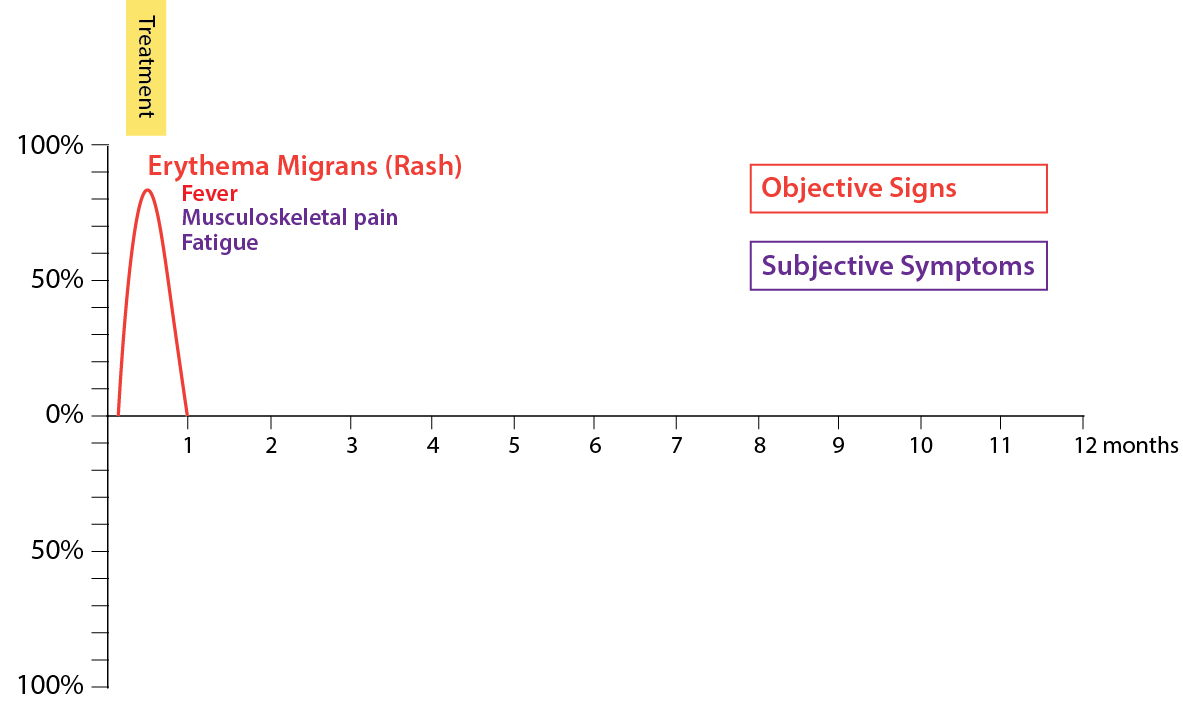 Treatment
100%
Erythema Migrans (Rash)
Fever
Musculoskeletal pain
Fatigue
Objective Signs
Subjective Symptoms
50%
0%
1 2 3 4 5 6 7 8 9 10 11 12 months
50%
100%